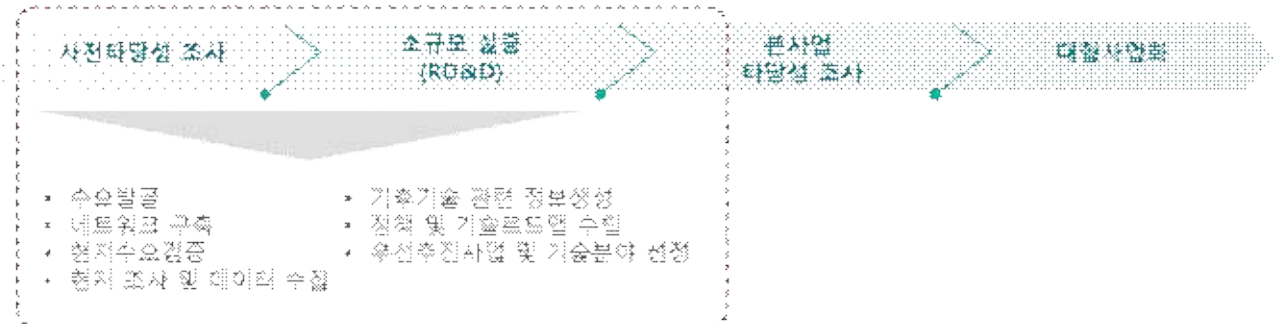 사전타당성 조사
소규모 실증
(RD&D)
본사업
타당성 조사
대형사업화
수요발굴
네트워크 구축
현지수요검증
현지 조사 및 데이터 수집
기후기술 관련 정보생성
정책 및 기술로드맵 수립
우선추진사업 및 기술분야 선정